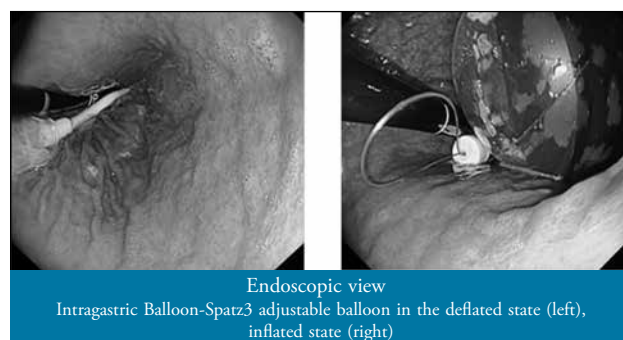 Endoscopic view
Intragastric Balloon-Spatz3 adjustable balloon in the deflated state (left),
inflated state (right)